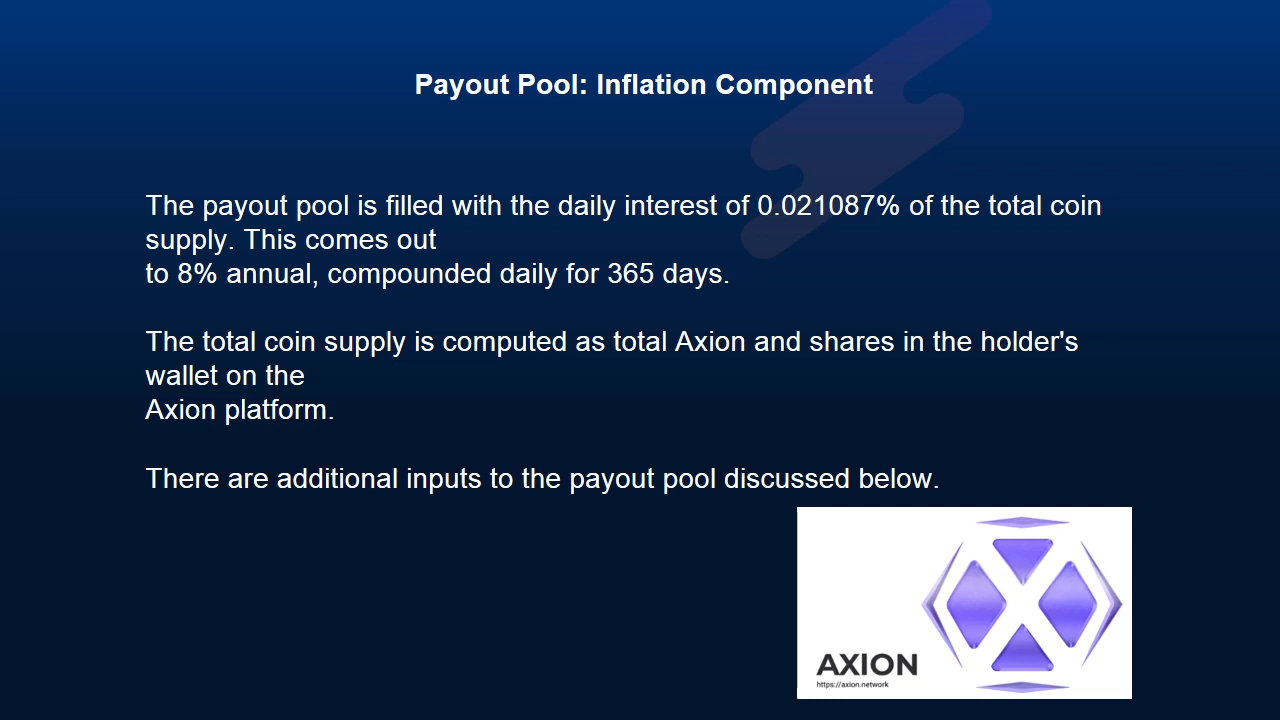 Payout Pool: Inflation Component
The payout pool is filled with the daily interest of 0.021087% of the total coin
supply. This comes out
to 8% annual, compounded daily for 365 days.
The total coin supply is computed as total Axion and shares in the holder's
wallet on the
Axion platform.
There are additional inputs to the payout pool discussed below.
AXION
https://axion.network